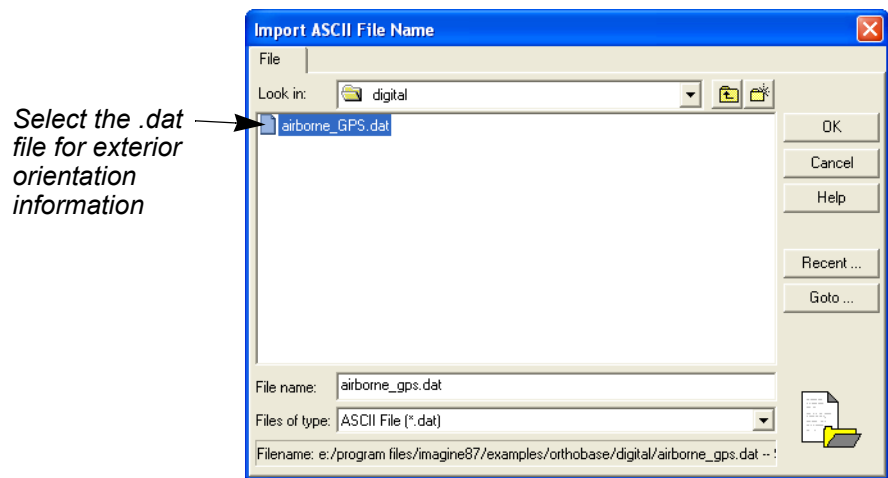 Import ASCII File Name
File
Look in: digital
Select the .dat
file for exterior
orientation
information
airborne_GPS.dat
OK
Cancel
Help
Recent ...
Goto ...
File name: airborne_gps.dat
Files of type: ASCII File (*.dat)
Filename: e:/program files/imagine87/examples/orthobase/digital/airborne_gps.dat --